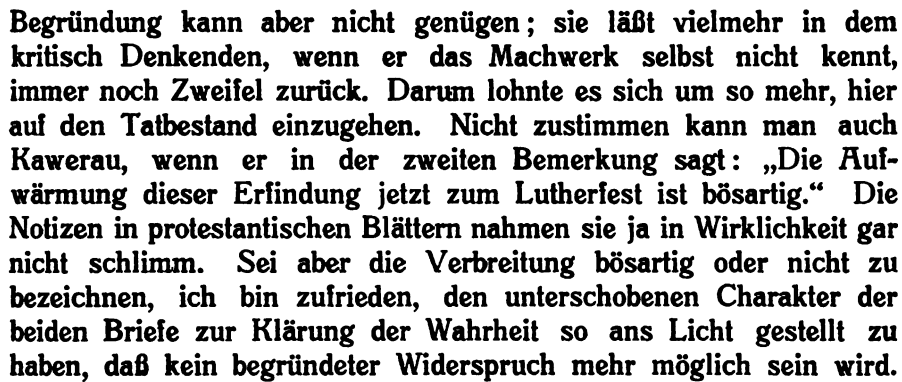 Begründung kann aber nicht genügen; sie läßt vielmehr in dem
kritisch Denkenden, wenn er das Machwerk selbst nicht kennt,
immer noch Zweifel zurück. Darum lohnte es sich um so mehr, hier
auf den Tatbestand einzugehen. Nicht zustimmen kann man auch
Kawerau, wenn er in der zweiten Bemerkung sagt: „Die Auf-
wärmung dieser Erfindung jetzt zum Lutherfest ist bösartig.“ Die
Notizen in protestantischen Blättern nahmen sie ja in Wirklichkeit gar
nicht schlimm. Sei aber die Verbreitung bösartig oder nicht zu
bezeichnen, ich bin zufrieden, den unterschobenen Charakter der
beiden Briefe zur Klärung der Wahrheit so ans Licht gestellt zu
haben, daß kein begründeter Widerspruch mehr möglich sein wird.